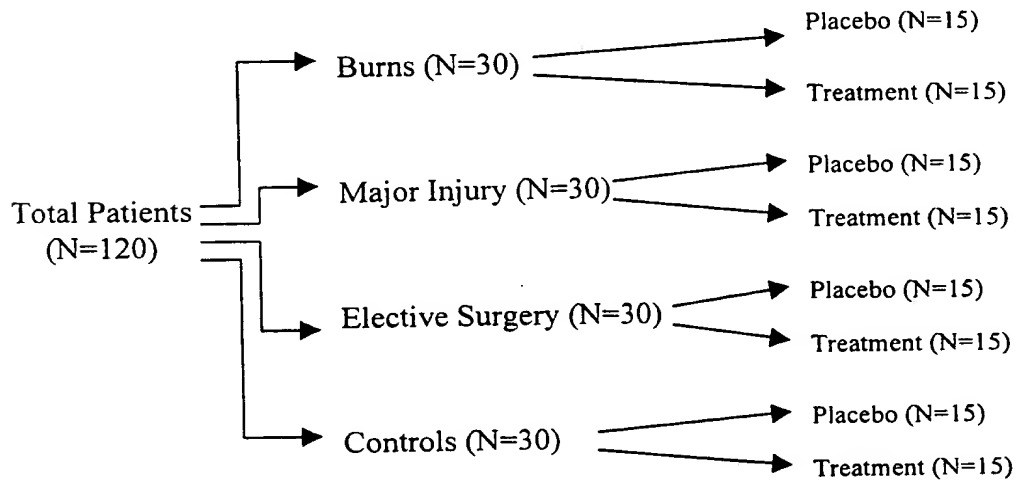 Placebo (N=15)
Burns (N=30)
Treatment (N=15)
Placebo (N=15)
Major Injury (N=30)
Treatment (N=15)
Total Patients
(N=120)
Placebo (N=15)
Elective Surgery (N=30)
Treatment (N=15)
Placebo (N=15)
Controls (N=30)
Treatment (N=15)